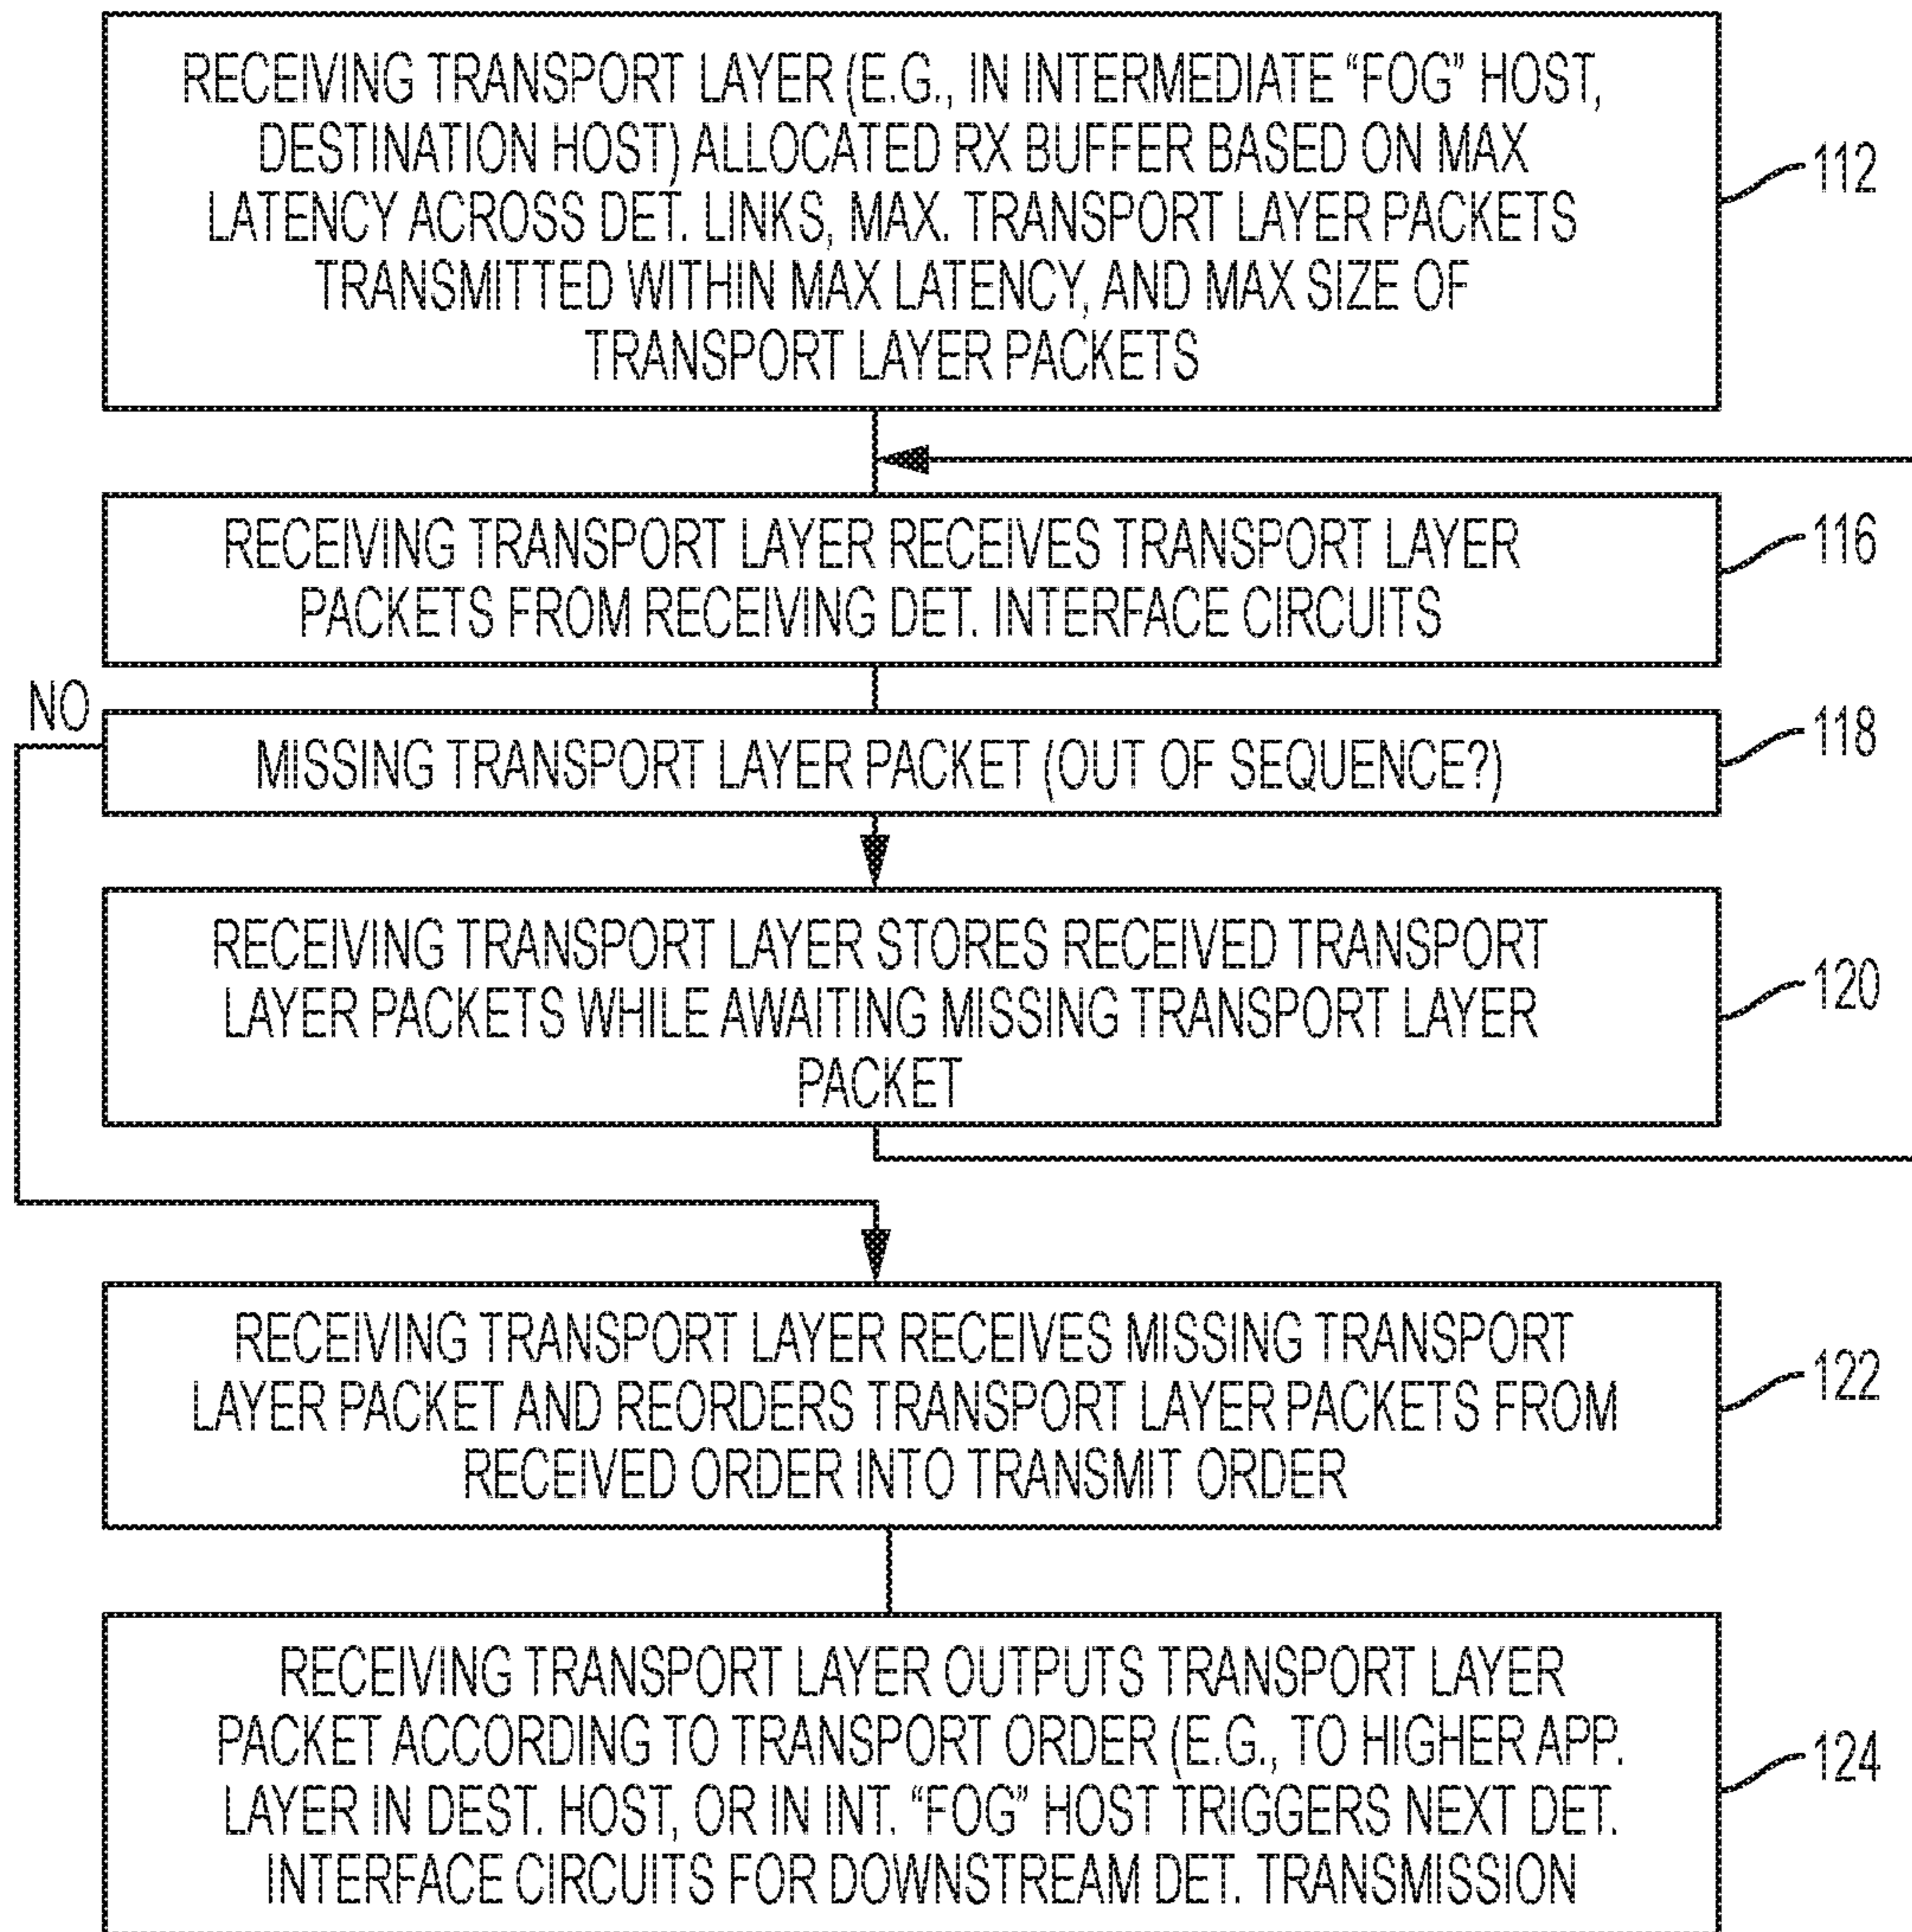 RECEIVING TRANSPORT LAYER (E.G., IN INTERMEDIATE “FOG” HOST,
DESTINATION HOST) ALLOCATED RX BUFFER BASED ON MAX
LATENCY ACROSS DET. LINKS, MAX. TRANSPORT LAYER PACKETS
TRANSMITTED WITHIN MAX LATENCY, AND MAX SIZE OF
TRANSPORT LAYER PACKETS
112
RECEIVING TRANSPORT LAYER RECEIVES TRANSPORT LAYER
PACKETS FROM RECEIVING DET. INTERFACE CIRCUITS
116
NO
MISSING TRANSPORT LAYER PACKET (OUT OF SEQUENCE?)
118
RECEIVING TRANSPORT LAYER STORES RECEIVED TRANSPORT
LAYER PACKETS WHILE AWAITING MISSING TRANSPORT LAYER
PACKET
120
RECEIVING TRANSPORT LAYER RECEIVES MISSING TRANSPORT
LAYER PACKET AND REORDERS TRANSPORT LAYER PACKETS FROM
RECEIVED ORDER INTO TRANSMIT ORDER
122
RECEIVING TRANSPORT LAYER OUTPUTS TRANSPORT LAYER
PACKET ACCORDING TO TRANSPORT ORDER (E.G., TO HIGHER APP.
LAYER IN DEST. HOST, OR IN INT. “FOG” HOST TRIGGERS NEXT DET.
INTERFACE CIRCUITS FOR DOWNSTREAM DET. TRANSMISSION
124